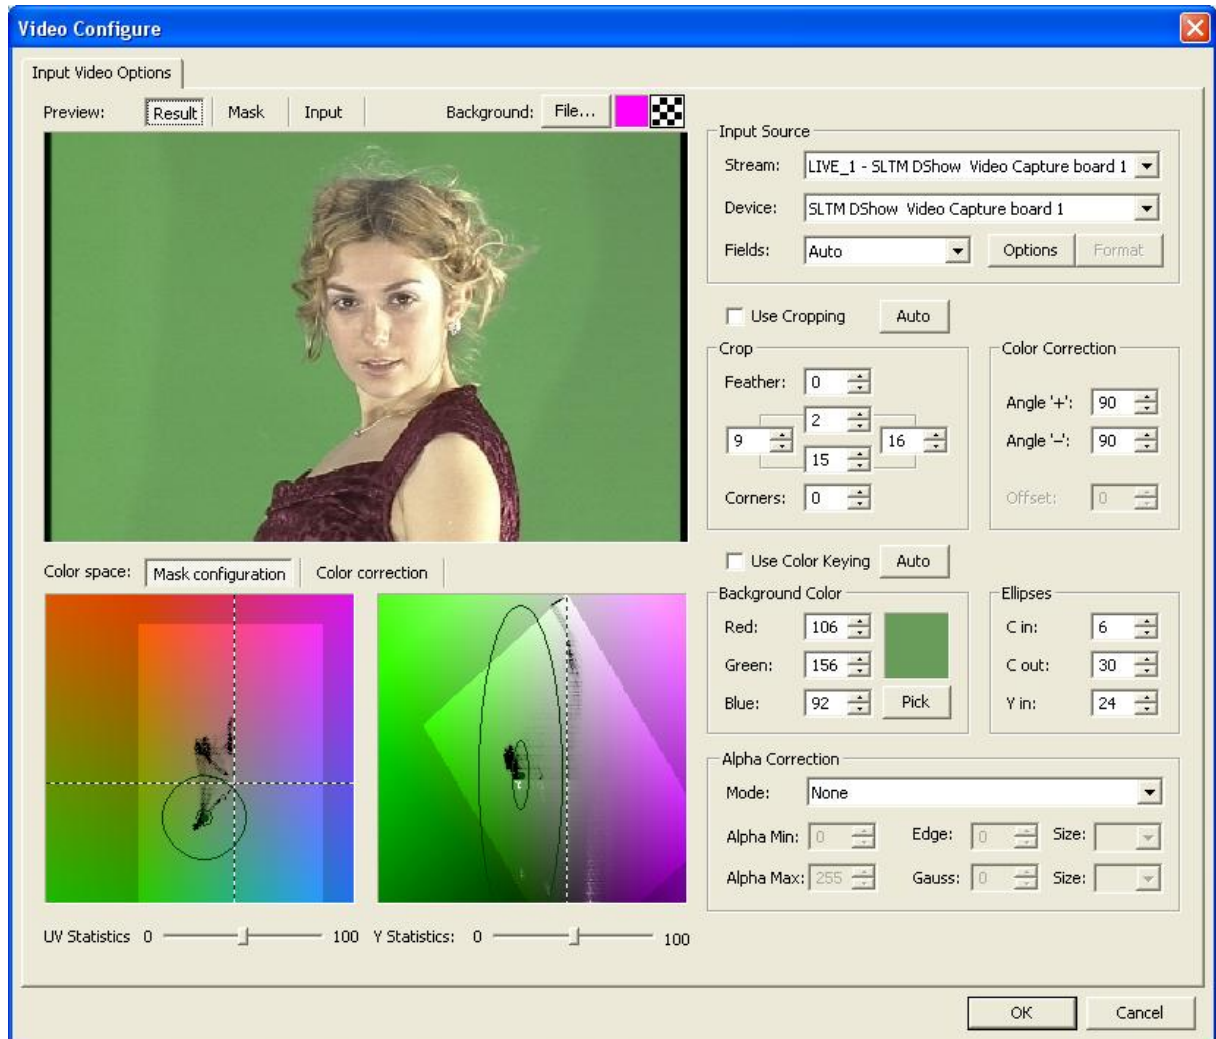 Video Configure
Input Video Options
Preview: Result Mask Input Background: File...
Input Source
Stream: LIVE_1 - SLTM DShow Video Capture board 1
Device: SLTM DShow Video Capture board 1
Fields: Auto Options Format
Use Cropping Auto
Crop
Feather: 0
2
9 16
15
Corners: 0
Color Correction
Angle '+': 90
Angle '–': 90
Offset: 0
Color space: Mask configuration Color correction
Use Color Keying Auto
Background Color
Red: 106
Green: 156
Blue: 92 Pick
Ellipses
C in: 6
C out: 30
Y in: 24
Alpha Correction
Mode: None
Alpha Min: 0 Edge: 0 Size:
Alpha Max: 255 Gauss: 0 Size:
UV Statistics 0 100 Y Statistics: 0 100
OK Cancel